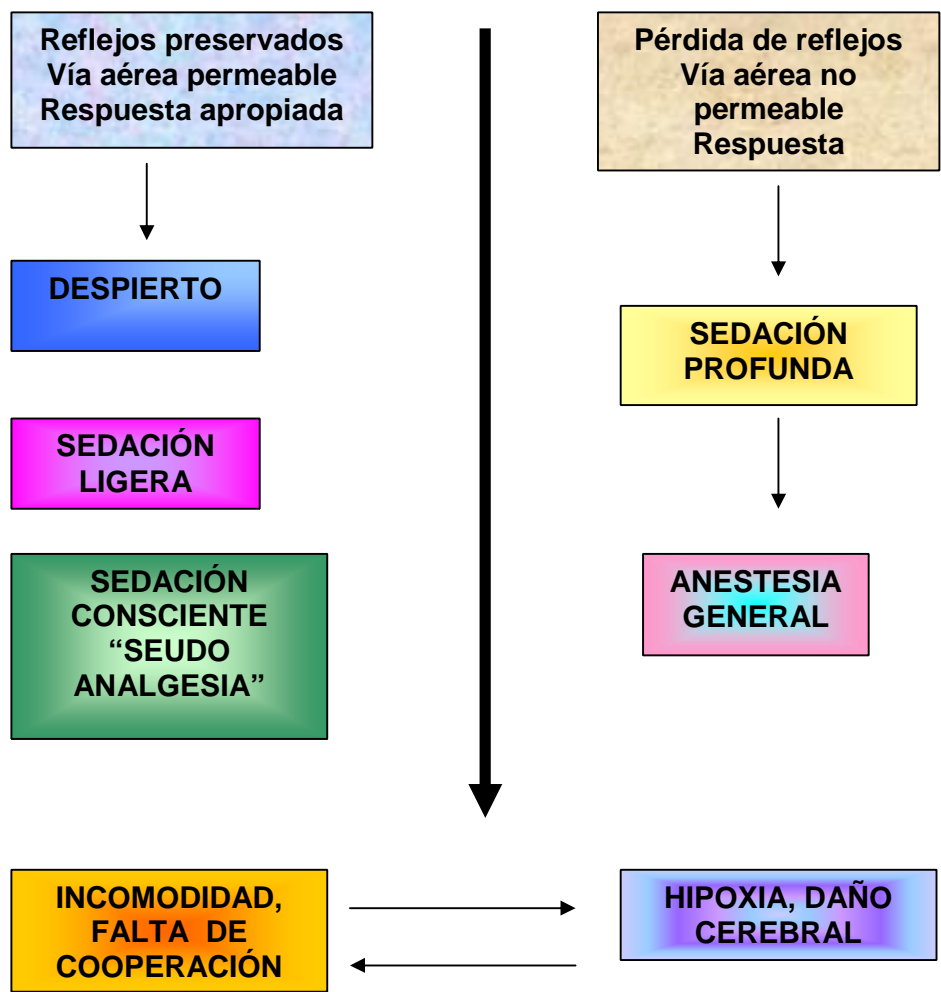 Reflejos preservados
Vía aérea permeable
Respuesta apropiada
DESPIERTO
SEDACIÓN
LIGERA
SEDACIÓN
CONSCIENTE
“SEUDO
ANALGESIA”
Pérdida de reflejos
Vía aérea no
permeable
Respuesta
SEDACIÓN
PROFUNDA
ANESTESIA
GENERAL
INCOMODIDAD,
FALTA DE
COOPERACIÓN
HIPOXIA, DAÑO
CEREBRAL